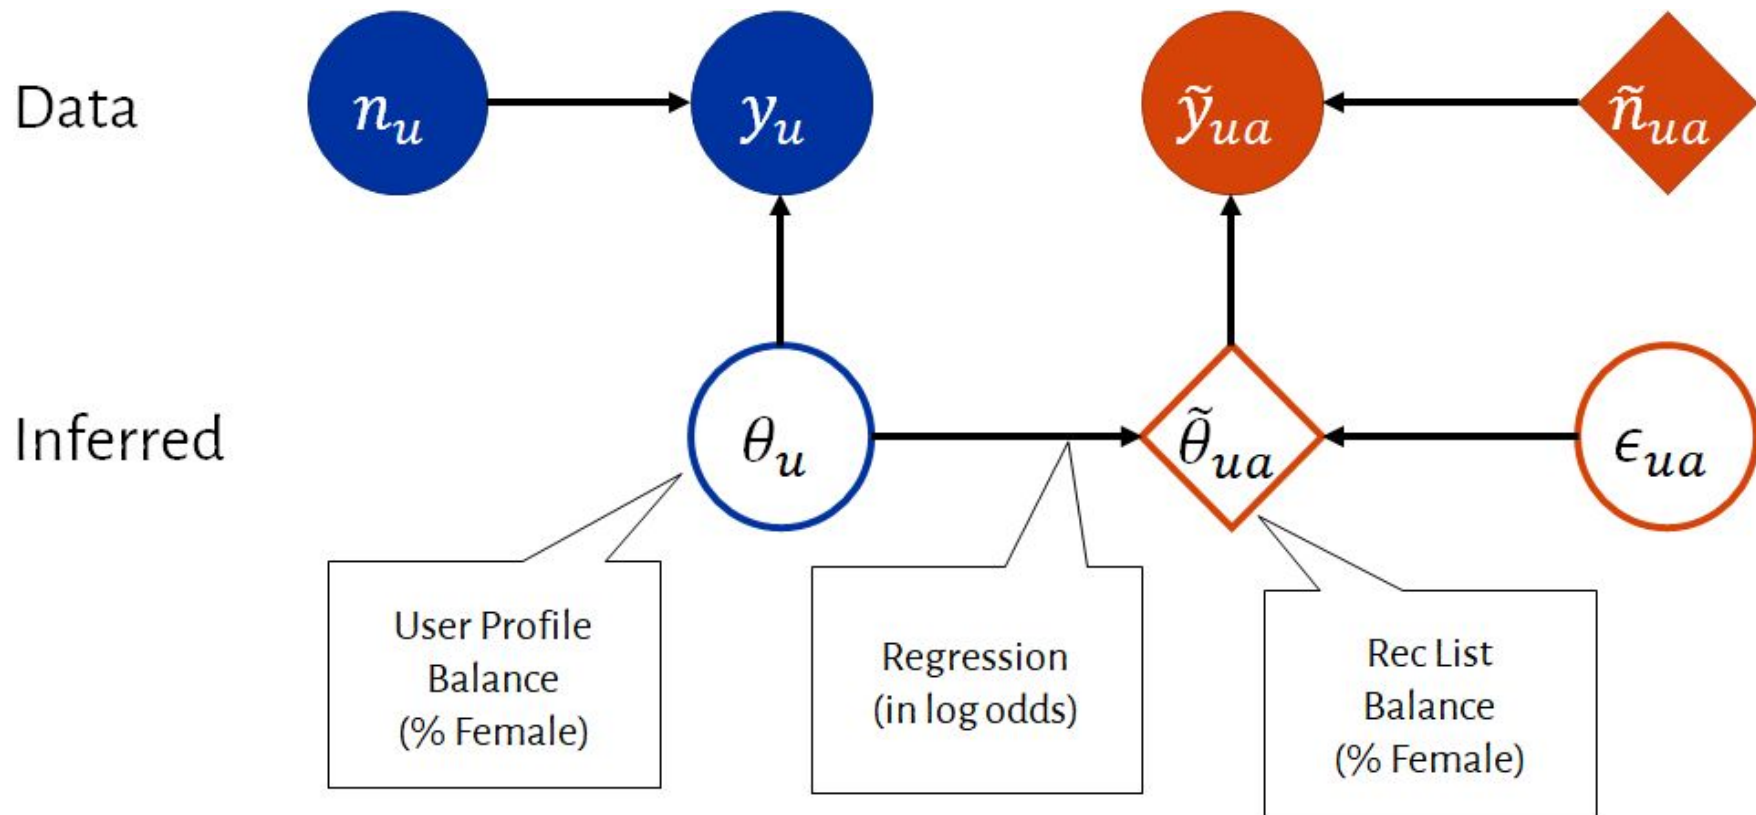 Data
n_u
y_u
ỹ_ua
ñ_ua
Inferred
θ_u
θ̃_ua
ϵ_ua
User Profile
Balance
(% Female)
Regression
(in log odds)
Rec List
Balance
(% Female)